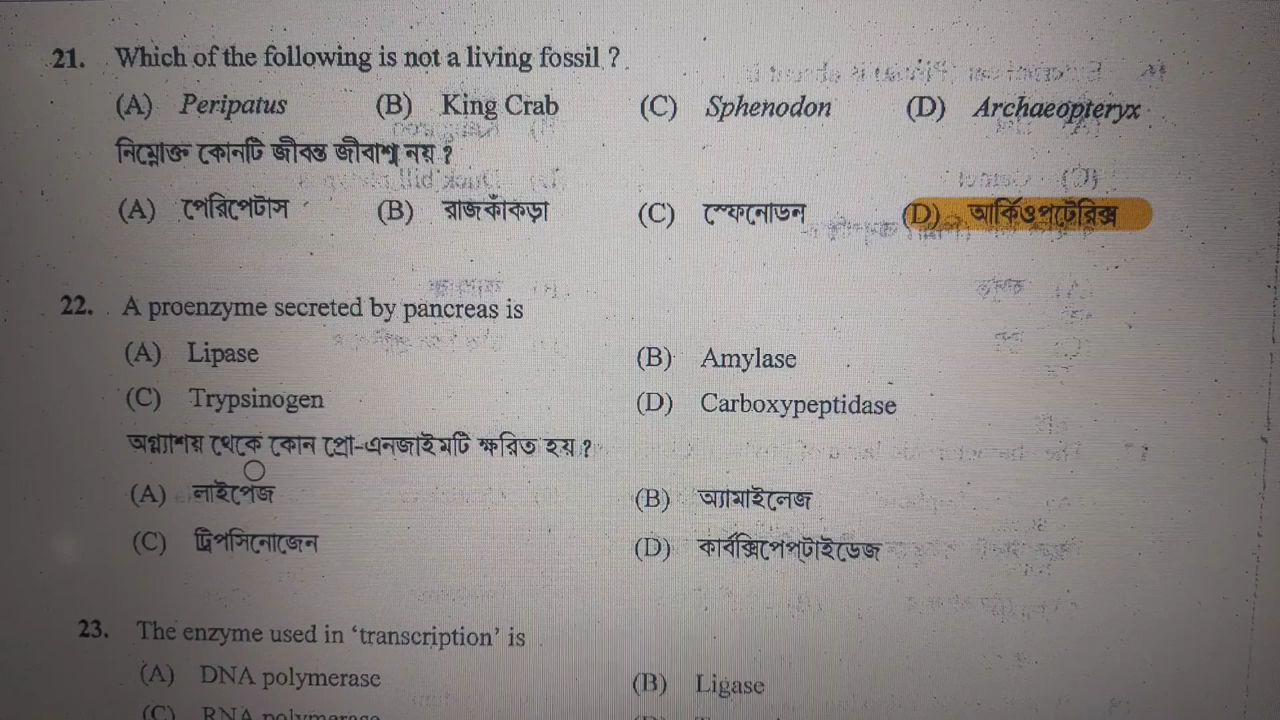 21. Which of the following is not a living fossil ?
(A) Peripatus (B) King Crab (C) Sphenodon (D) Archaeopteryx
নিম্নোক্ত কোনটি জীবন্ত জীবাশ্ম নয় ?
(A) পেরিপেটাস (B) রাজকাঁকড়া (C) স্ফেনোডন (D) আর্কিওপটেরিক্স
22. A proenzyme secreted by pancreas is
(A) Lipase (B) Amylase
(C) Trypsinogen (D) Carboxypeptidase
অগ্ন্যাশয় থেকে কোন প্রো-এনজাইমটি ক্ষরিত হয় ?
(A) লাইপেজ (B) অ্যামাইলেজ
(C) ট্রিপসিনোজেন (D) কার্বক্সিপেপ্‌টাইডেজ
23. The enzyme used in ‘transcription’ is
(A) DNA polymerase (B) Ligase
(C) RNA polymerase